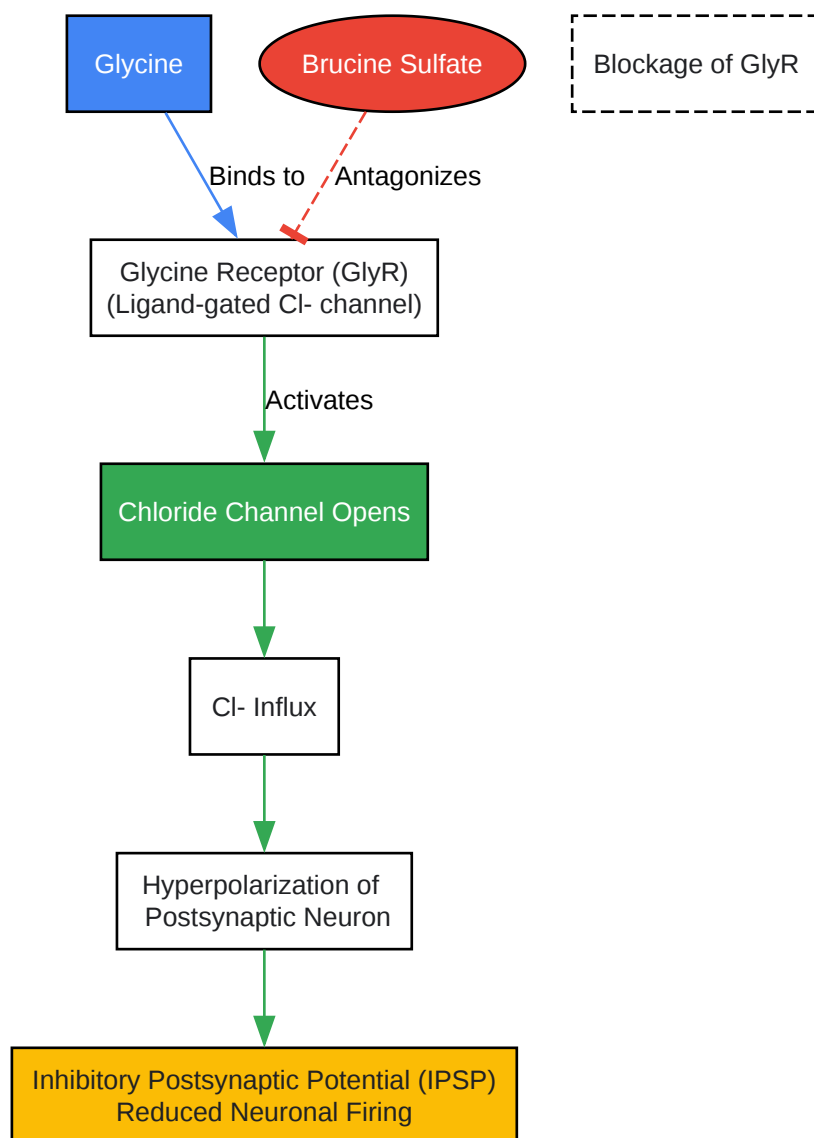 Glycine
Brucine Sulfate
Blockage of GlyR
Binds to
Antagonizes
Glycine Receptor (GlyR)
(Ligand-gated Cl- channel)
Activates
Chloride Channel Opens
Cl- Influx
Hyperpolarization of
Postsynaptic Neuron
Inhibitory Postsynaptic Potential (IPSP)
Reduced Neuronal Firing